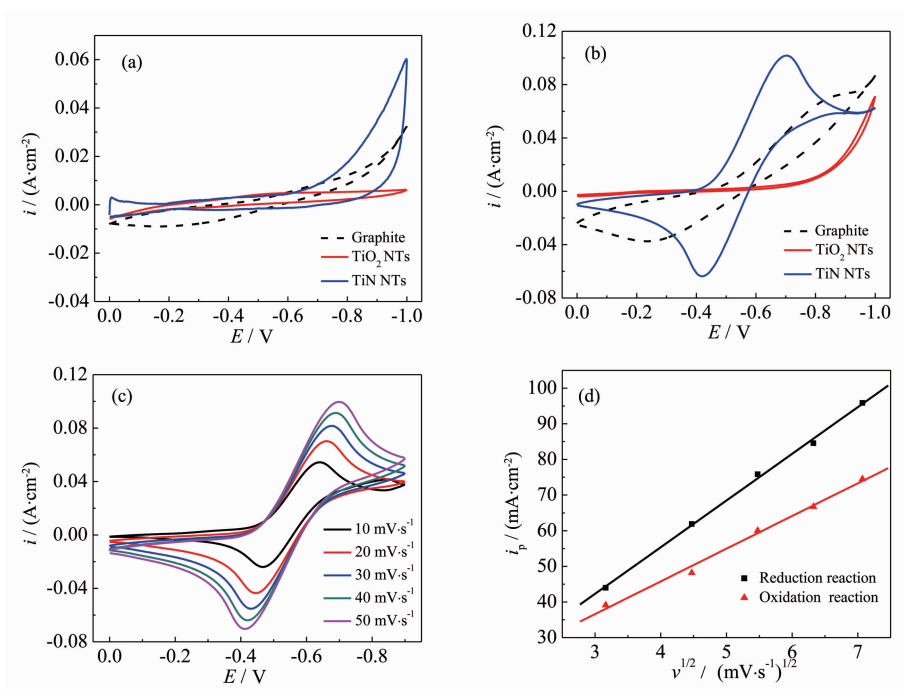 (a)
0.06
0.04
0.02
0.00
-0.02
-0.04
i / (A·cm⁻²)
Graphite
TiO₂ NTs
TiN NTs
0.0 -0.2 -0.4 -0.6 -0.8 -1.0
E / V
(b)
0.12
0.08
0.04
0.00
-0.04
-0.08
i / (A·cm⁻²)
Graphite
TiO₂ NTs
TiN NTs
0.0 -0.2 -0.4 -0.6 -0.8 -1.0
E / V
(c)
0.12
0.08
0.04
0.00
-0.04
-0.08
i / (A·cm⁻²)
10 mV·s⁻¹
20 mV·s⁻¹
30 mV·s⁻¹
40 mV·s⁻¹
50 mV·s⁻¹
0.0 -0.2 -0.4 -0.6 -0.8
E / V
(d)
100
90
80
70
60
50
40
30
iₚ / (mA·cm⁻²)
Reduction reaction
Oxidation reaction
3 4 5 6 7
v¹/² / (mV·s⁻¹)¹/²